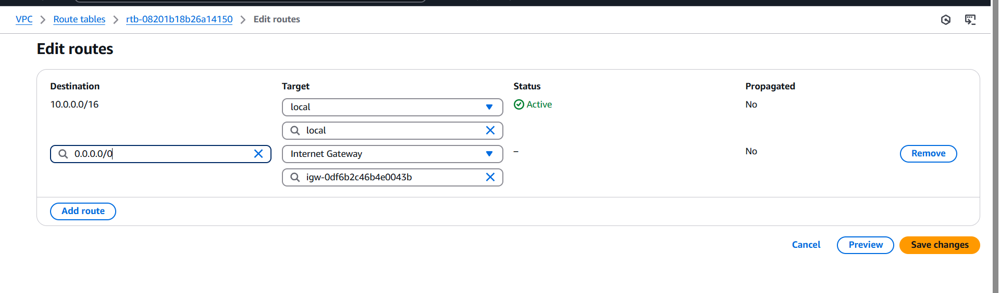 VPC > Route tables > rtb-08201b18b26a14150 > Edit routes
Edit routes
Destination Target Status Propagated
10.0.0.0/16 local Active No
local
0.0.0.0/0 Internet Gateway – No Remove
igw-0df6b2c46b4e0043b
Add route
Cancel Preview Save changes